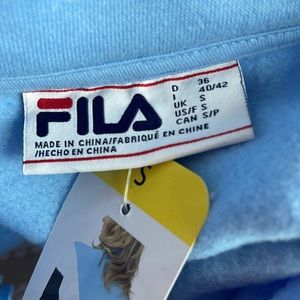 FILA
D 36
I 40/42
UK S
US/F S
CAN S/P
MADE IN CHINA/FABRIQUÉ EN CHINE
/HECHO EN CHINA
S